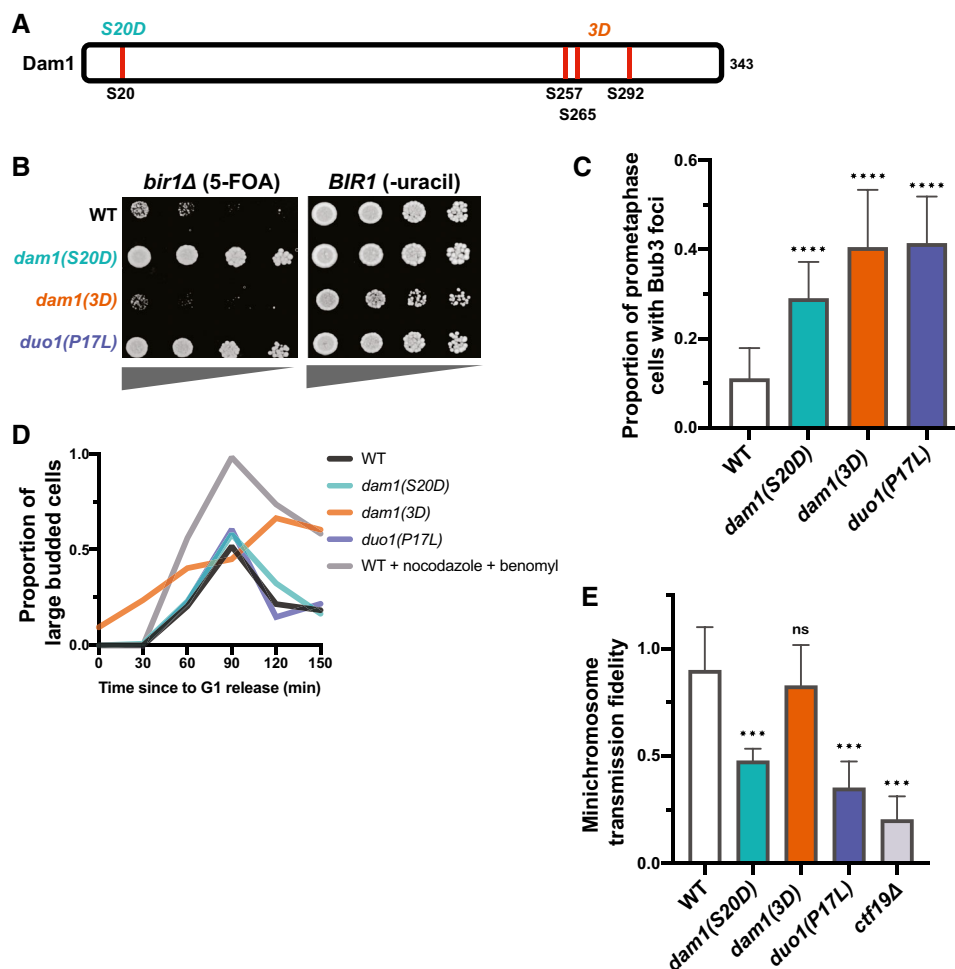 A
S20D
3D
Dam1
343
S20
S257
S292
S265
B
bir1Δ (5-FOA)
BIR1 (-uracil)
WT
dam1(S20D)
dam1(3D)
duo1(P17L)
C
Proportion of prometaphase
cells with Bub3 foci
0.6
0.4
0.2
0.0
****
****
****
WT
dam1(S20D)
dam1(3D)
duo1(P17L)
D
Proportion of
large budded cells
1.0
0.5
0.0
0 30 60 90 120 150
Time since to G1 release (min)
WT
dam1(S20D)
dam1(3D)
duo1(P17L)
WT + nocodazole + benomyl
E
Minichromosome
transmission fidelity
1.0
0.5
0.0
***
ns
***
***
WT
dam1(S20D)
dam1(3D)
duo1(P17L)
ctf19Δ